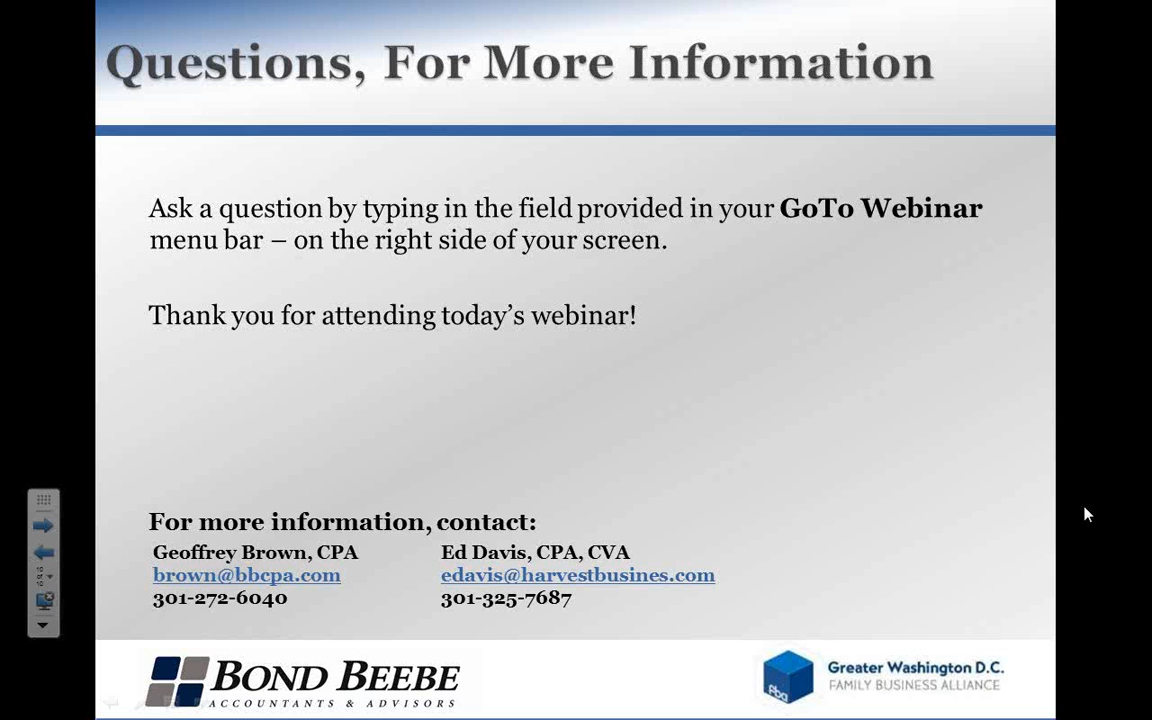 Questions, For More Information
Ask a question by typing in the field provided in your GoTo Webinar
menu bar – on the right side of your screen.
Thank you for attending today’s webinar!
For more information, contact:
Geoffrey Brown, CPA
brown@bbcpa.com
301-272-6040
Ed Davis, CPA, CVA
edavis@harvestbusines.com
301-325-7687
BOND BEEBE
ACCOUNTANTS & ADVISORS
fba
Greater Washington D.C.
FAMILY BUSINESS ALLIANCE